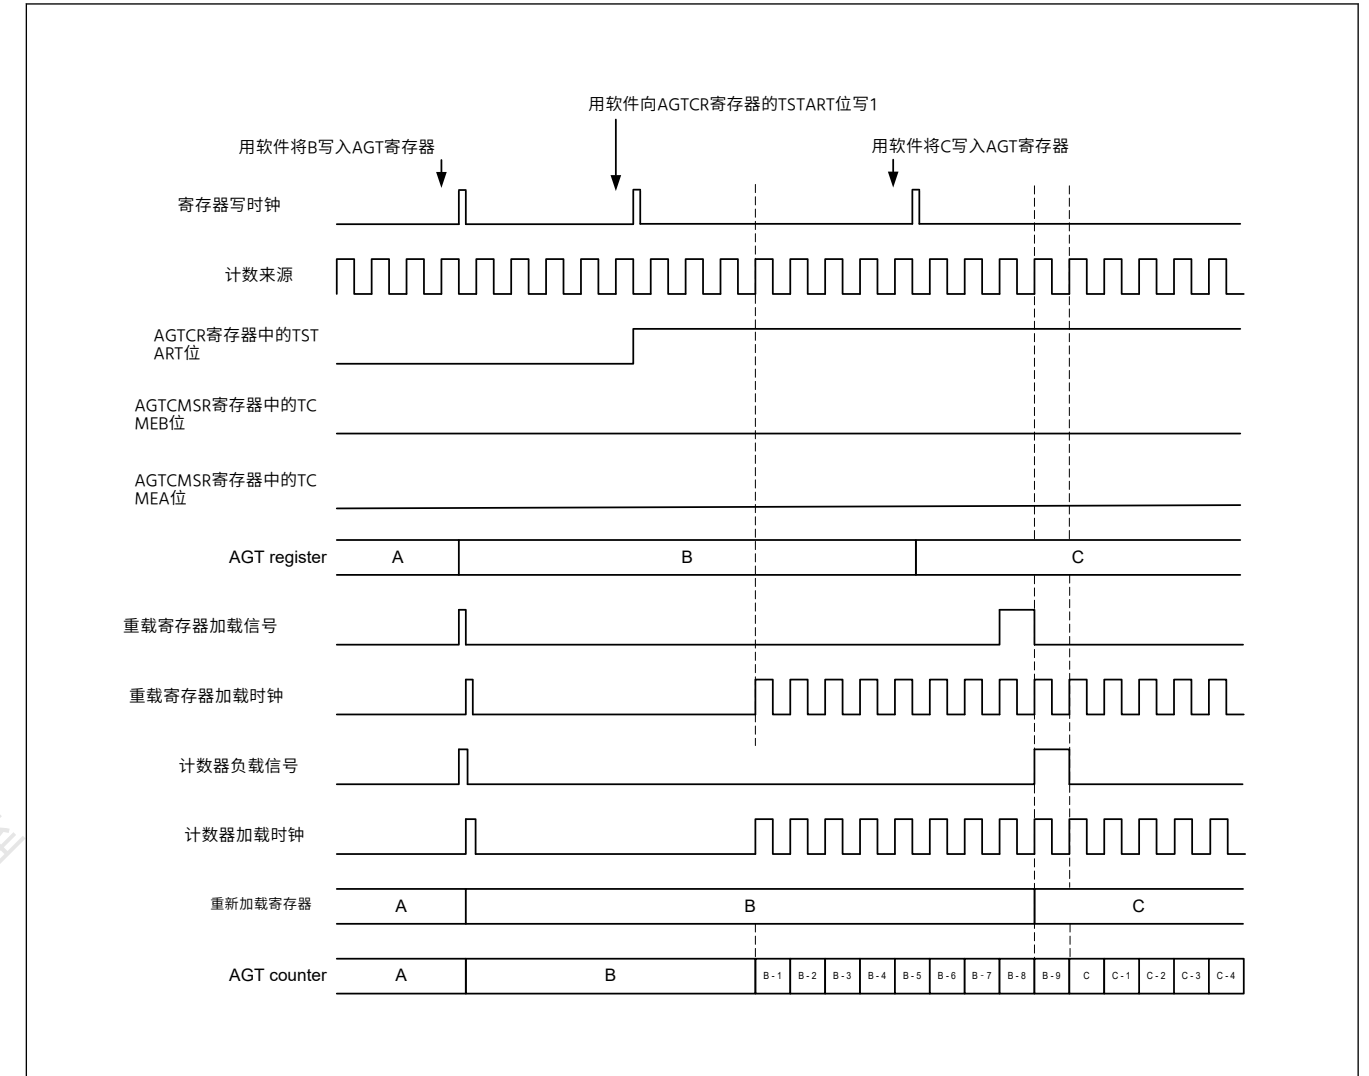 用软件向AGTCR寄存器的TSTART位写1
用软件将B写入AGT寄存器
用软件将C写入AGT寄存器
寄存器写时钟
计数来源
AGTCR寄存器中的TST
ART位
AGTCMSR寄存器中的TC
MEB位
AGTCMSR寄存器中的TC
MEA位
AGT register
A
B
C
重载寄存器加载信号
重载寄存器加载时钟
计数器负载信号
计数器加载时钟
重新加载寄存器
A
B
C
AGT counter
A
B
B-1
B-2
B-3
B-4
B-5
B-6
B-7
B-8
B-9
C
C-1
C-2
C-3
C-4